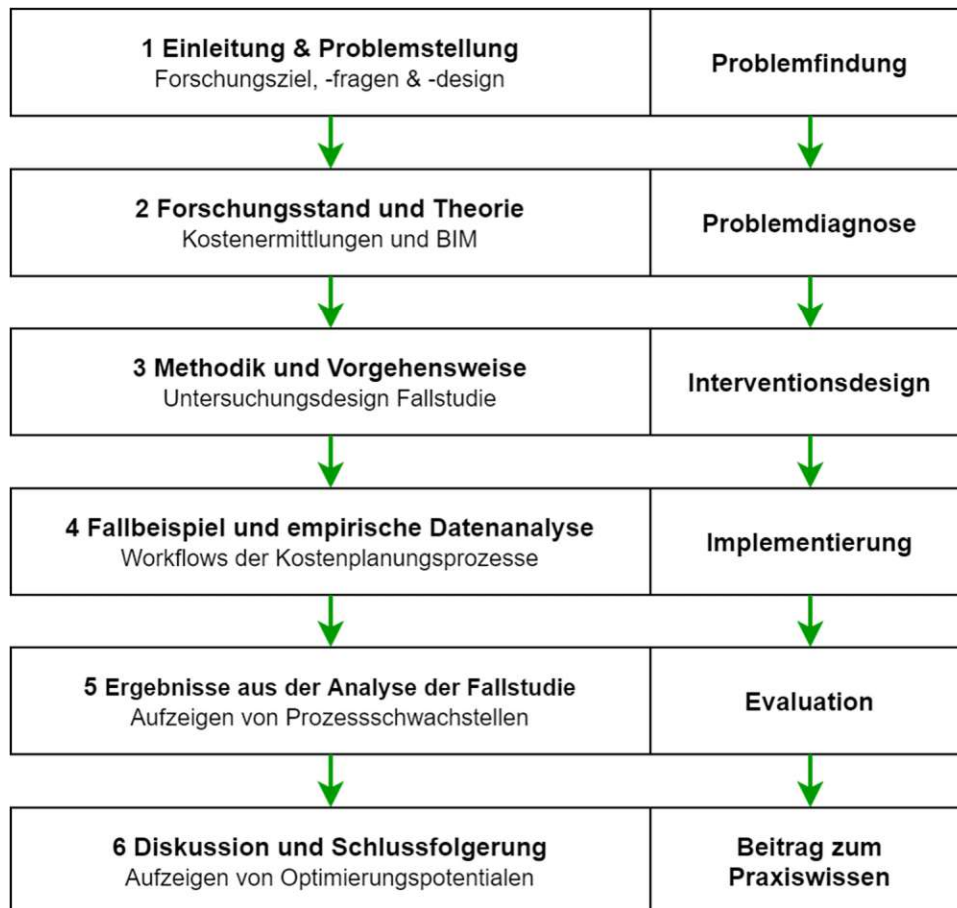 1 Einleitung & Problemstellung
Forschungsziel, -fragen & -design
Problemfindung
2 Forschungsstand und Theorie
Kostenermittlungen und BIM
Problemdiagnose
3 Methodik und Vorgehensweise
Untersuchungsdesign Fallstudie
Interventionsdesign
4 Fallbeispiel und empirische Datenanalyse
Workflows der Kostenplanungsprozesse
Implementierung
5 Ergebnisse aus der Analyse der Fallstudie
Aufzeigen von Prozessschwachstellen
Evaluation
6 Diskussion und Schlussfolgerung
Aufzeigen von Optimierungspotentialen
Beitrag zum
Praxiswissen